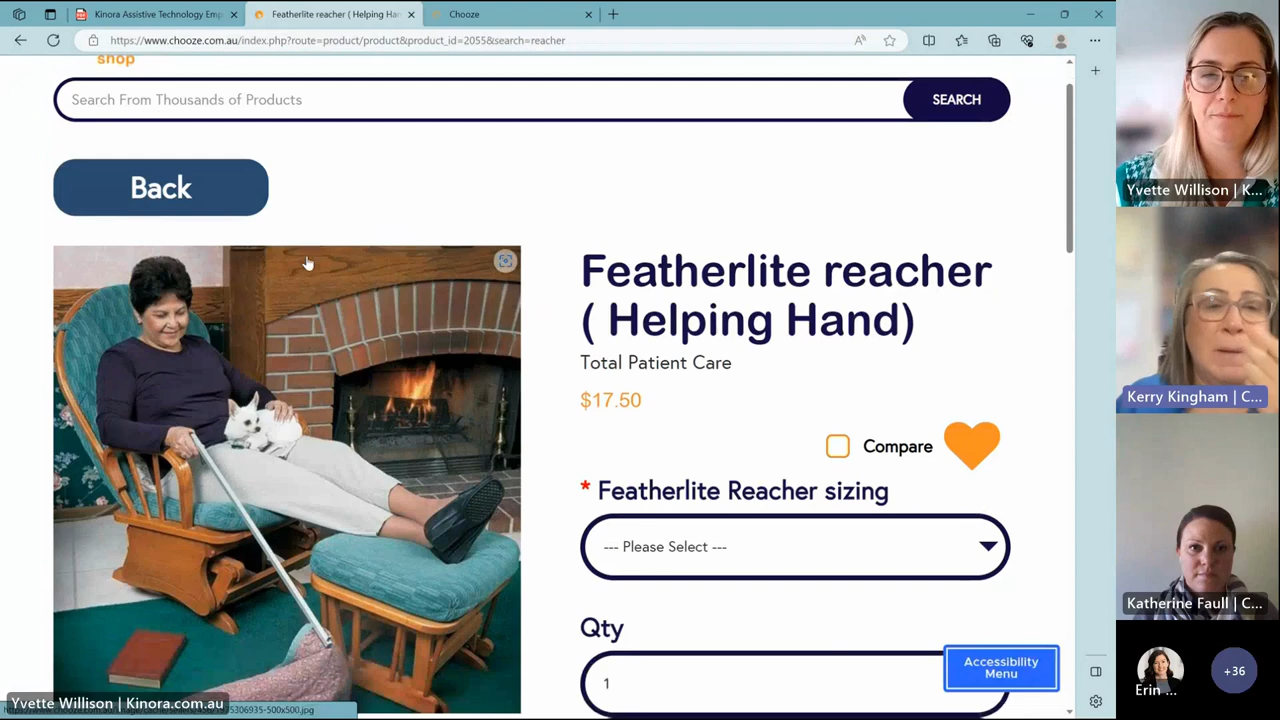 Kinora Assistive Technology Emp
Featherlite reacher ( Helping Han
Chooze
https://www.chooze.com.au/index.php?route=product/product&product_id=2055&search=reacher
shop
Search From Thousands of Products
SEARCH
Back
Featherlite reacher
( Helping Hand)
Total Patient Care
$17.50
Compare
* Featherlite Reacher sizing
--- Please Select ---
Qty
1
Accessibility
Menu
Yvette Willison | Kinora.com.au
Yvette Willison | K...
Kerry Kingham | C...
Katherine Faull | C...
Erin ...
+36